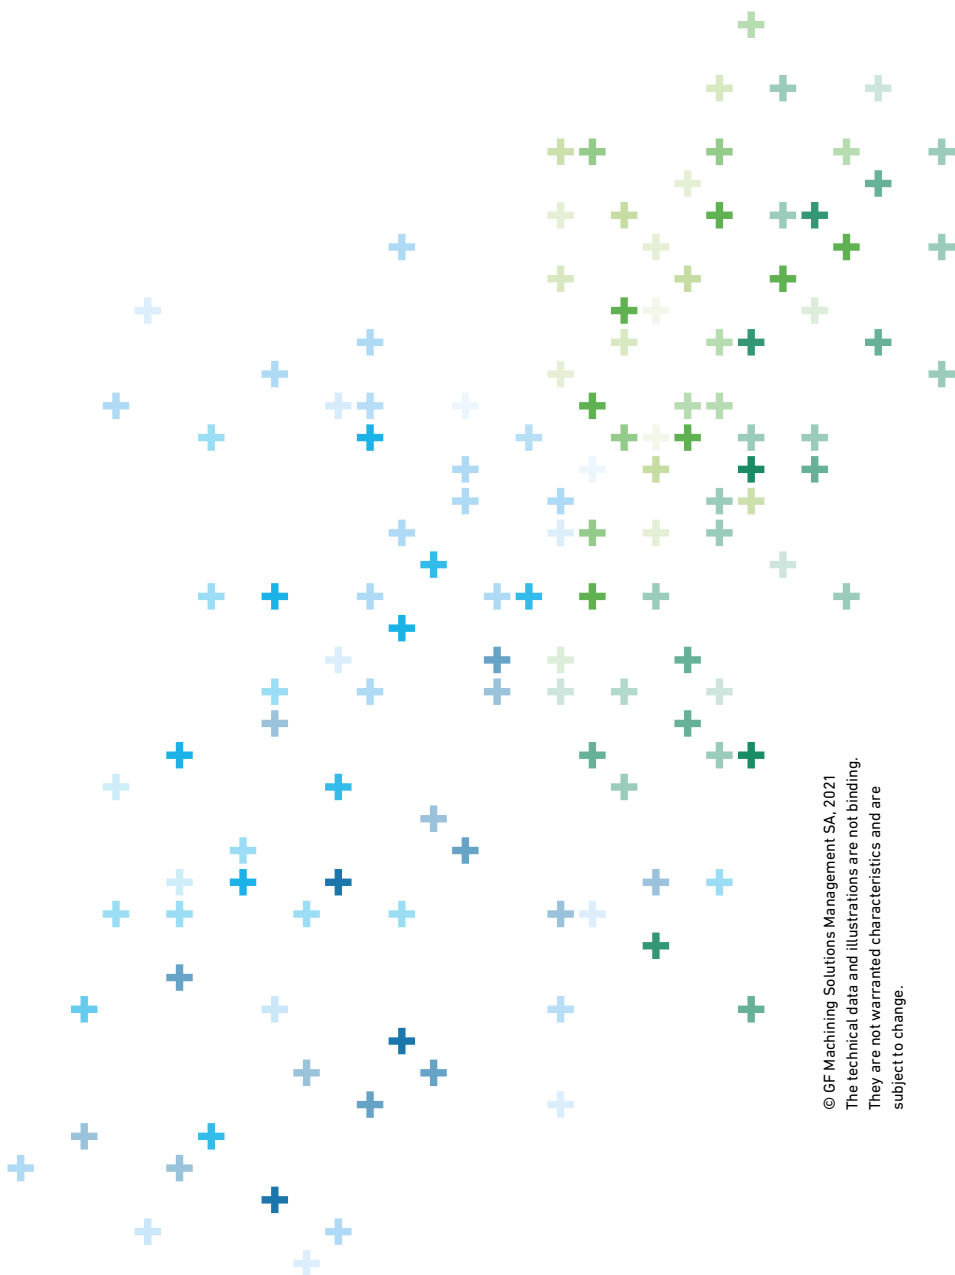 © GF Machining Solutions Management SA, 2021
The technical data and illustrations are not binding.
They are not warranted characteristics and are
subject to change.